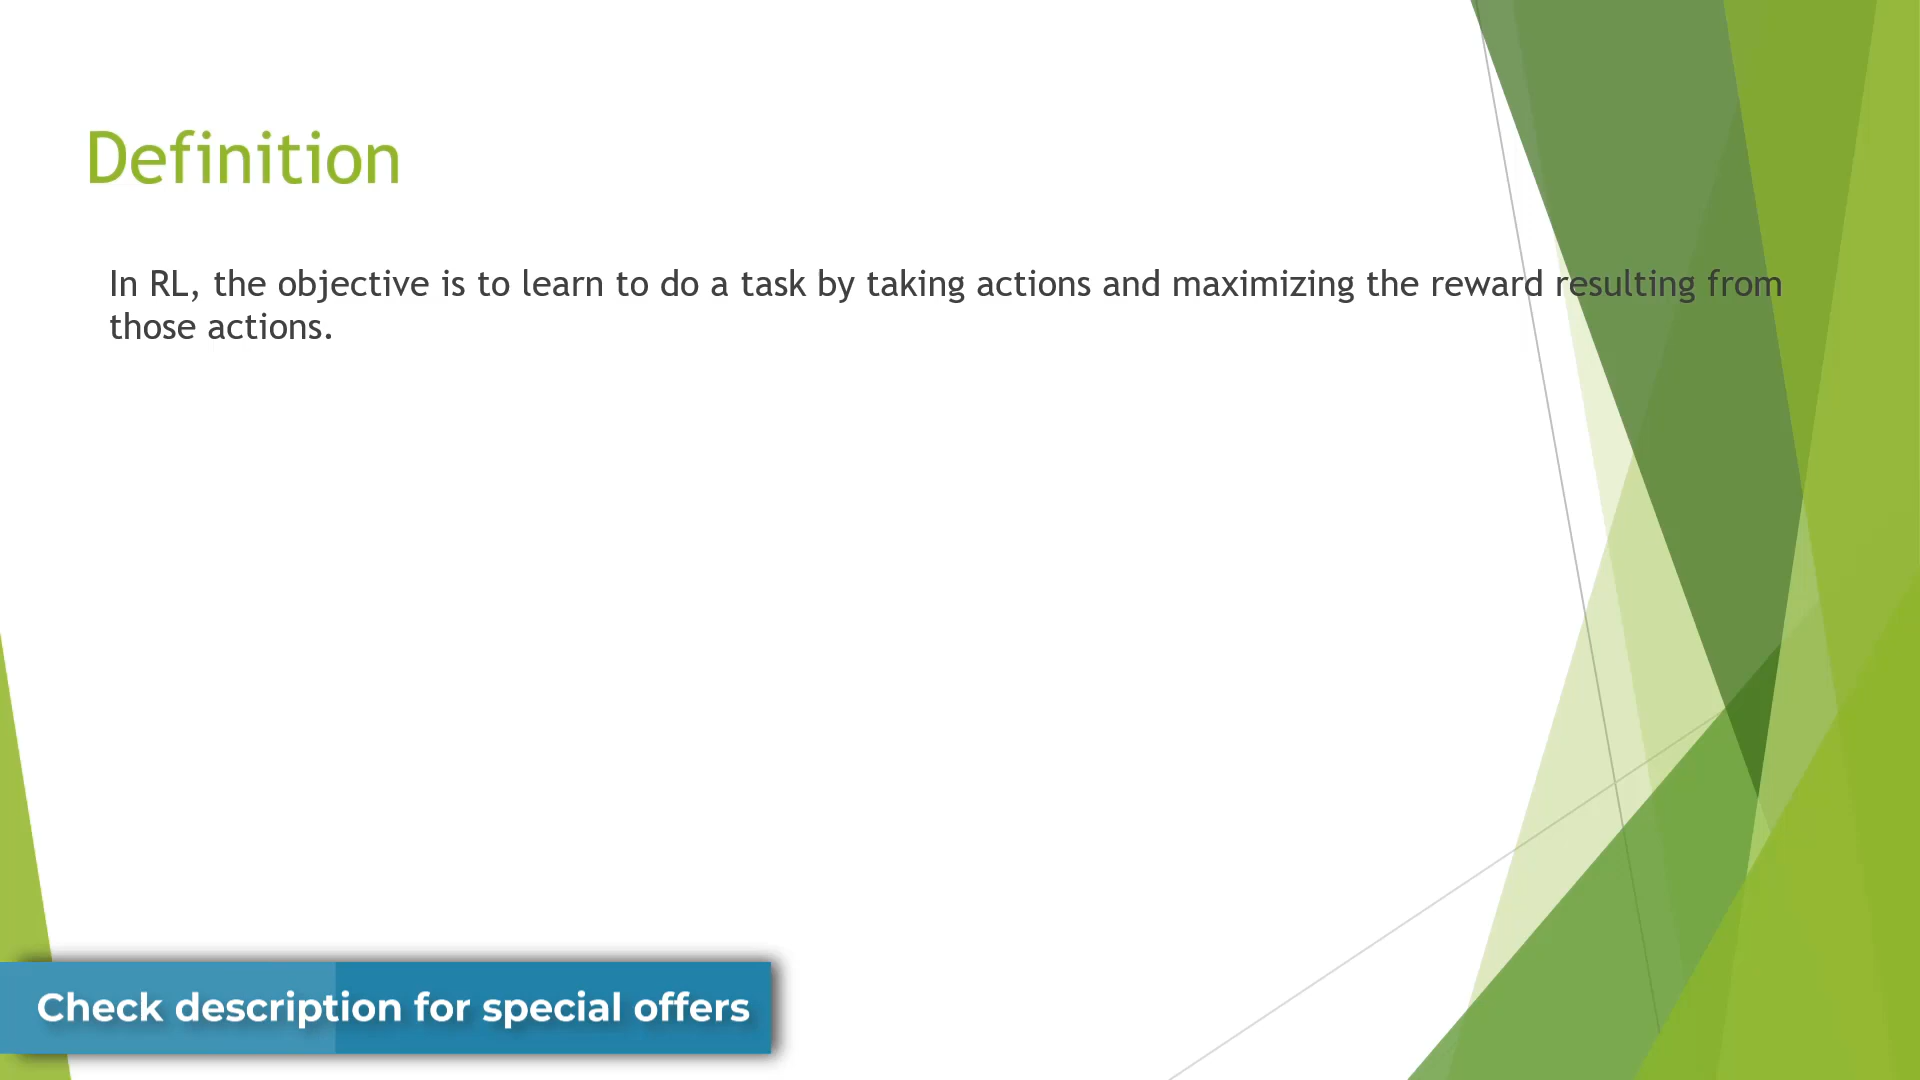 Definition
In RL, the objective is to learn to do a task by taking actions and maximizing the reward resulting from
those actions.
Check description for special offers